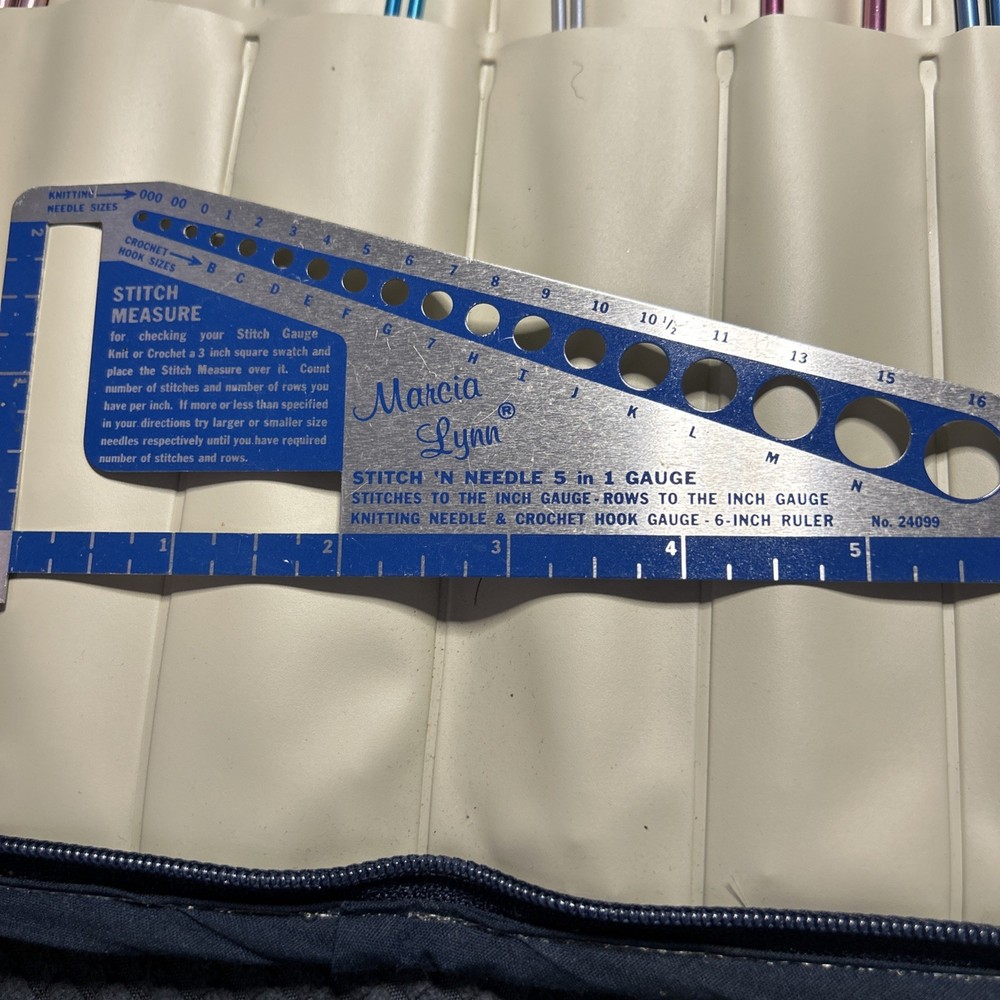 KNITTING
NEEDLE SIZES
000 00 0 1 2 3 4 5 6 7 8 9 10 10 1/2 11 13 15 16
CROCHET
HOOK SIZES
B C D E F G 7 H I J K L M N
STITCH
MEASURE
for checking your Stitch Gauge
Knit or Crochet a 3 inch square swatch and
place the Stitch Measure over it. Count
number of stitches and number of rows you
have per inch. If more or less than specified
in your directions try larger or smaller size
needles respectively until you have required
number of stitches and rows.
Marcia
Lynn®
STITCH 'N NEEDLE 5 in 1 GAUGE
STITCHES TO THE INCH GAUGE - ROWS TO THE INCH GAUGE
KNITTING NEEDLE & CROCHET HOOK GAUGE - 6-INCH RULER
No. 24099
2
1
1 2 3 4 5